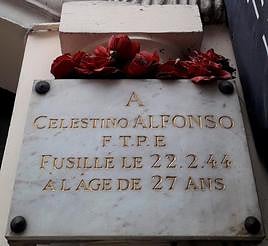 A
CELESTINO ALFONSO
F T P E
FUSILLÉ LE 22.2.44
A L AGE DE 27 ANS